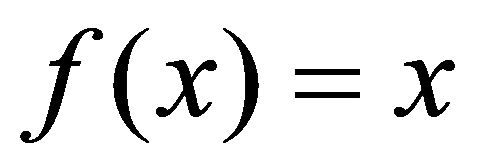 f(x) = x